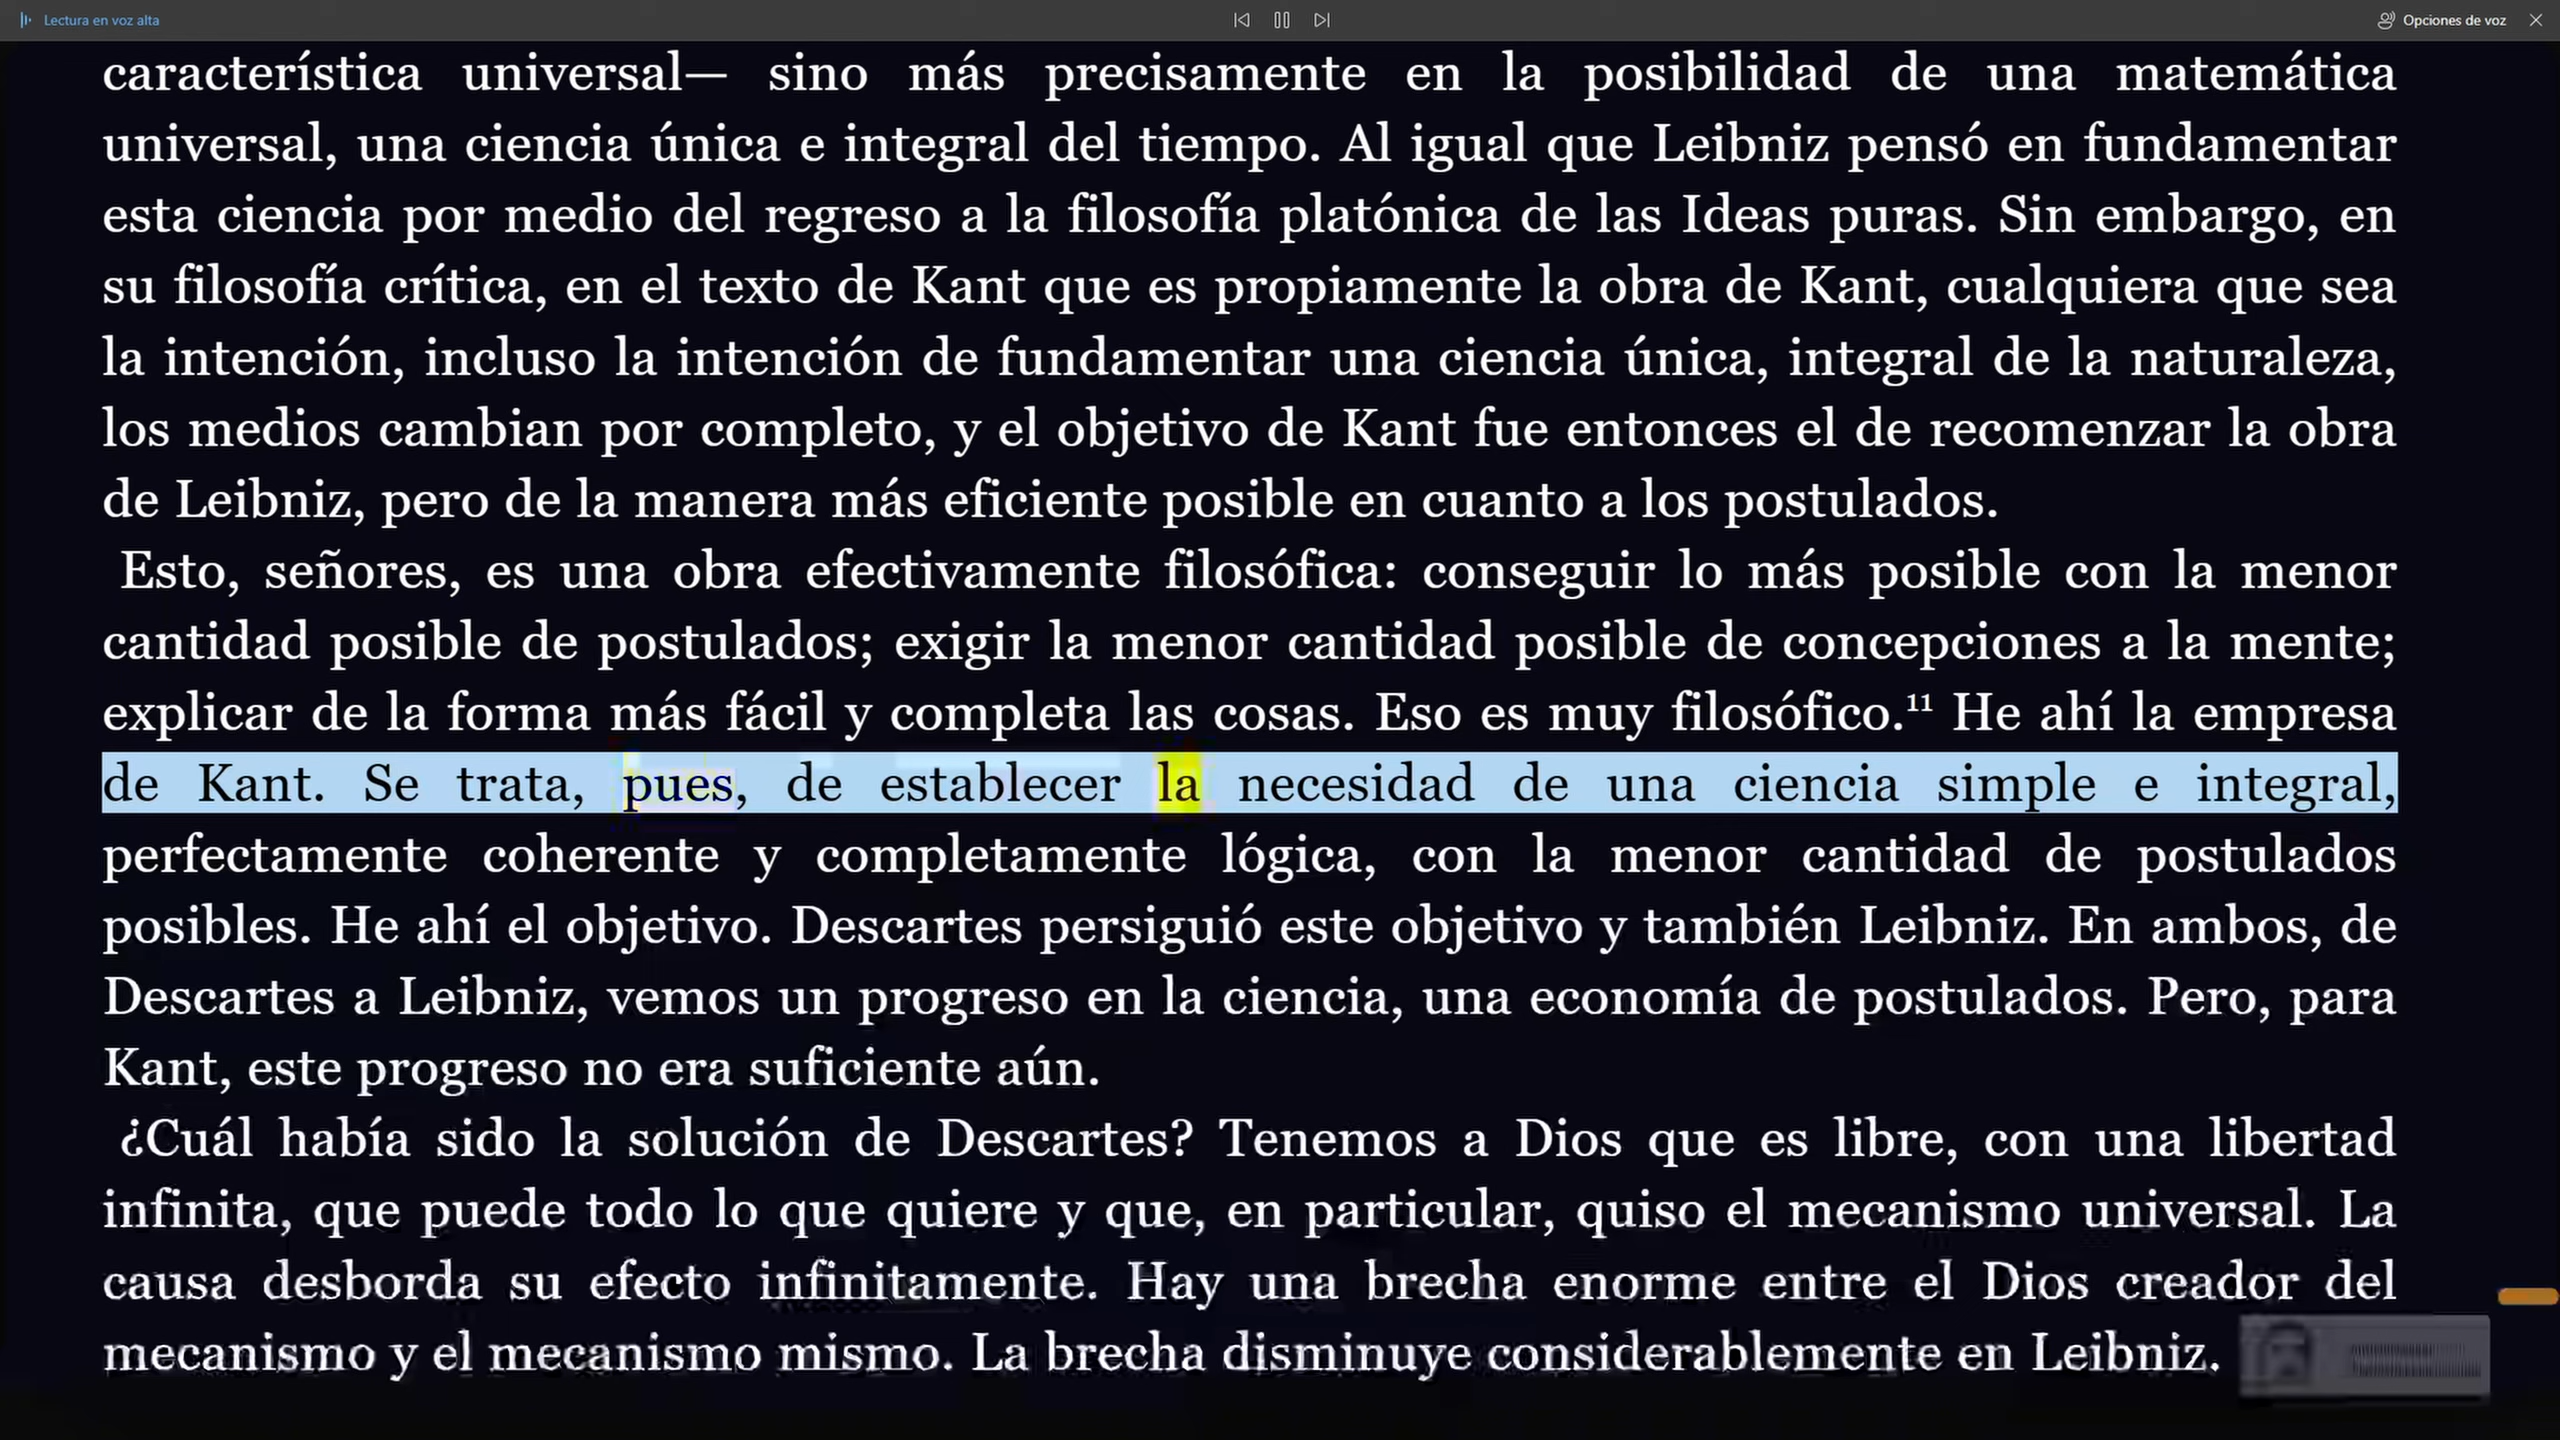 Lectura en voz alta
Opciones de voz
característica universal— sino más precisamente en la posibilidad de una matemática
universal, una ciencia única e integral del tiempo. Al igual que Leibniz pensó en fundamentar
esta ciencia por medio del regreso a la filosofía platónica de las Ideas puras. Sin embargo, en
su filosofía crítica, en el texto de Kant que es propiamente la obra de Kant, cualquiera que sea
la intención, incluso la intención de fundamentar una ciencia única, integral de la naturaleza,
los medios cambian por completo, y el objetivo de Kant fue entonces el de recomenzar la obra
de Leibniz, pero de la manera más eficiente posible en cuanto a los postulados.
Esto, señores, es una obra efectivamente filosófica: conseguir lo más posible con la menor
cantidad posible de postulados; exigir la menor cantidad posible de concepciones a la mente;
explicar de la forma más fácil y completa las cosas. Eso es muy filosófico.¹¹ He ahí la empresa
de Kant. Se trata, pues, de establecer la necesidad de una ciencia simple e integral,
perfectamente coherente y completamente lógica, con la menor cantidad de postulados
posibles. He ahí el objetivo. Descartes persiguió este objetivo y también Leibniz. En ambos, de
Descartes a Leibniz, vemos un progreso en la ciencia, una economía de postulados. Pero, para
Kant, este progreso no era suficiente aún.
¿Cuál había sido la solución de Descartes? Tenemos a Dios que es libre, con una libertad
infinita, que puede todo lo que quiere y que, en particular, quiso el mecanismo universal. La
causa desborda su efecto infinitamente. Hay una brecha enorme entre el Dios creador del
mecanismo y el mecanismo mismo. La brecha disminuye considerablemente en Leibniz.